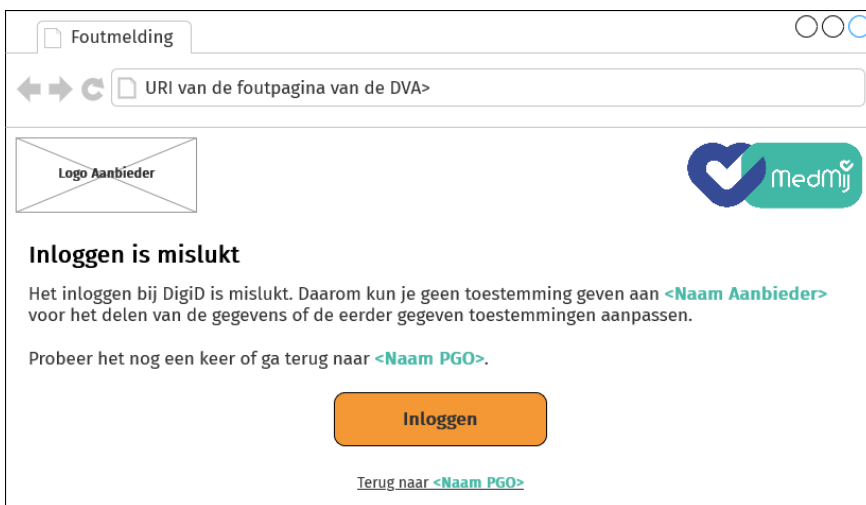 Foutmelding
URI van de foutpagina van de DVA>
Logo Aanbieder
MedMij
Inloggen is mislukt
Het inloggen bij DigiD is mislukt. Daarom kun je geen toestemming geven aan <Naam Aanbieder>
voor het delen van de gegevens of de eerder gegeven toestemmingen aanpassen.
Probeer het nog een keer of ga terug naar <Naam PGO>.
Inloggen
Terug naar <Naam PGO>